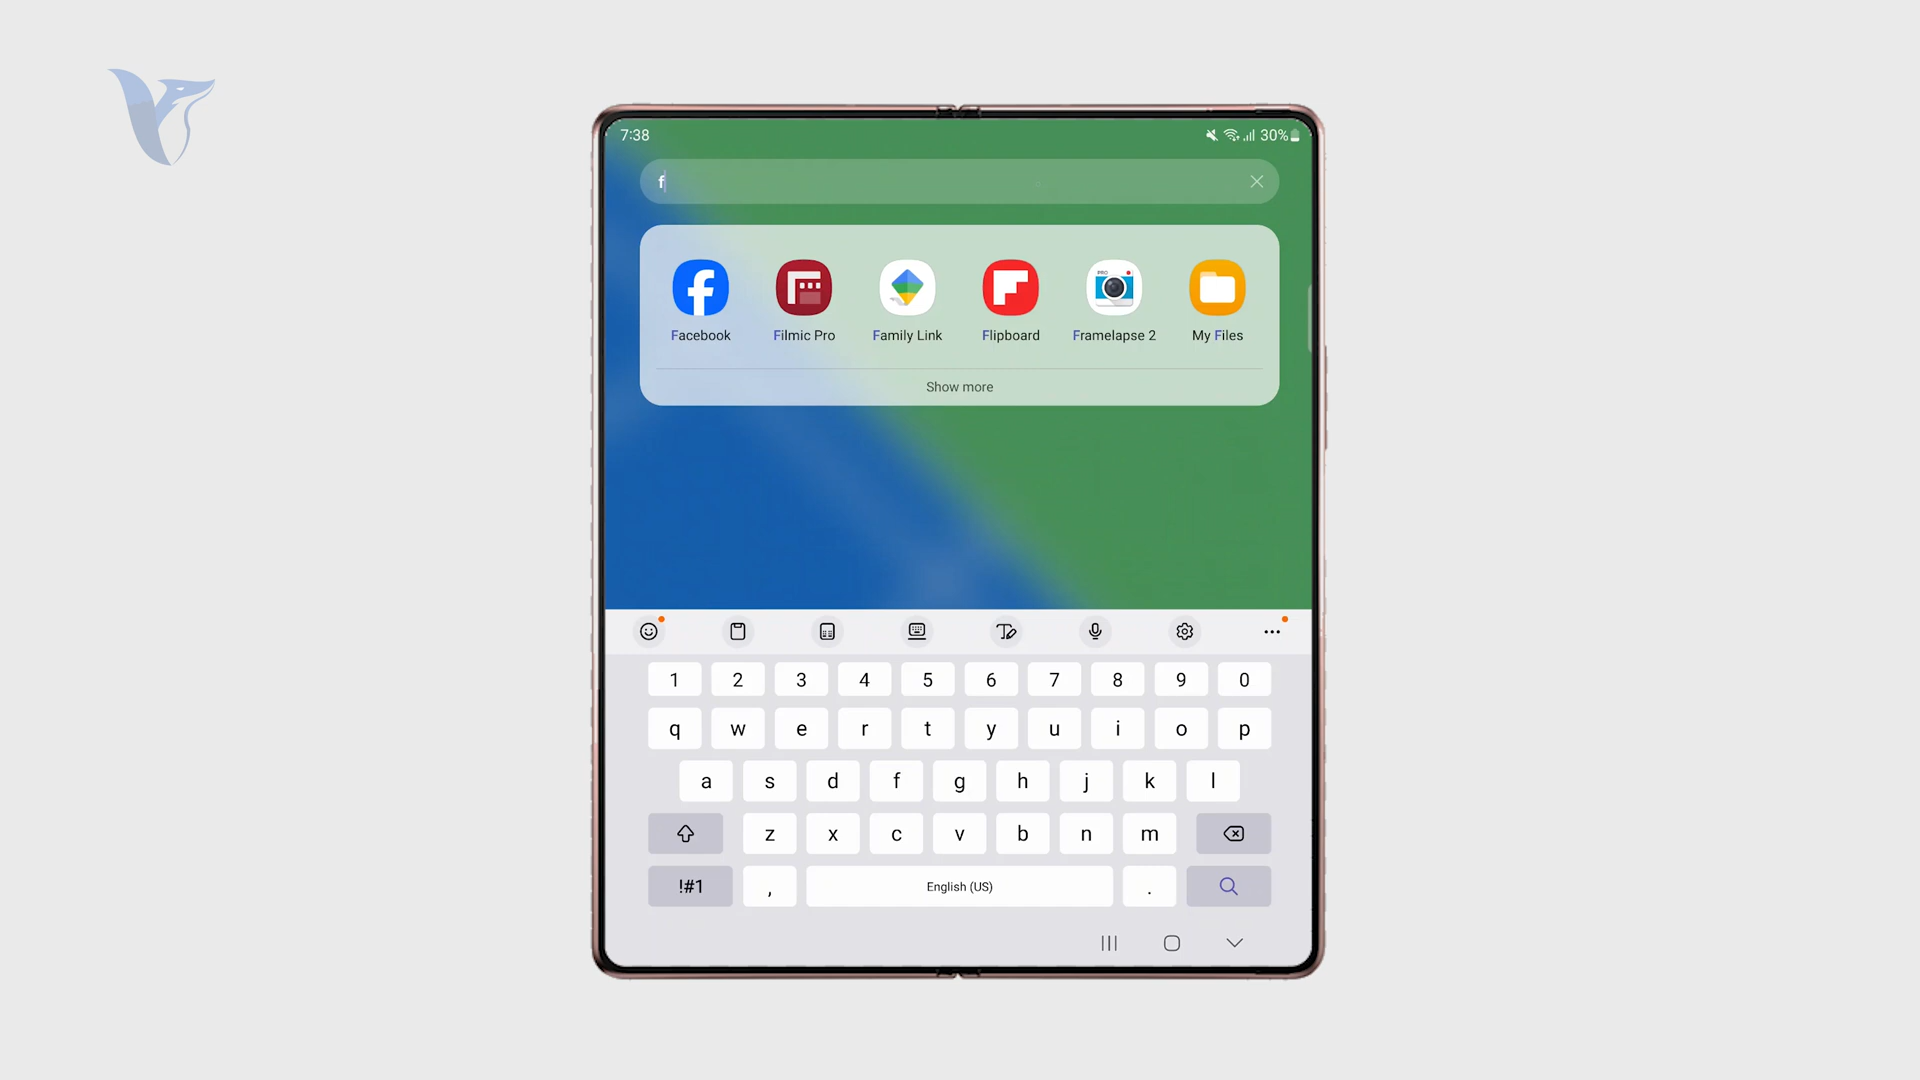 7:38
30%
f
Facebook
Filmic Pro
Family Link
Flipboard
PRO
Framelapse 2
My Files
Show more
1 2 3 4 5 6 7 8 9 0
q w e r t y u i o p
a s d f g h j k l
z x c v b n m
!#1 , English (US) .